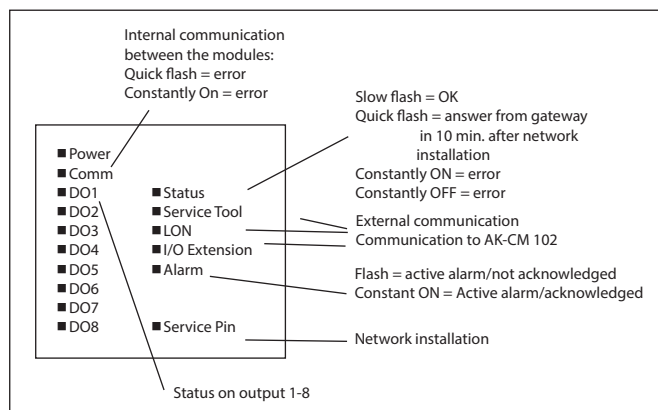 Internal communication
between the modules:
Quick flash = error
Constantly On = error
Slow flash = OK
Quick flash = answer from gateway
in 10 min. after network
installation
Constantly ON = error
Constantly OFF = error
External communication
Communication to AK-CM 102
Flash = active alarm/not acknowledged
Constant ON = Active alarm/acknowledged
Network installation
■ Power
■ Comm
■ DO1 ■ Status
■ DO2 ■ Service Tool
■ DO3 ■ LON
■ DO4 ■ I/O Extension
■ DO5 ■ Alarm
■ DO6
■ DO7
■ DO8 ■ Service Pin
Status on output 1-8